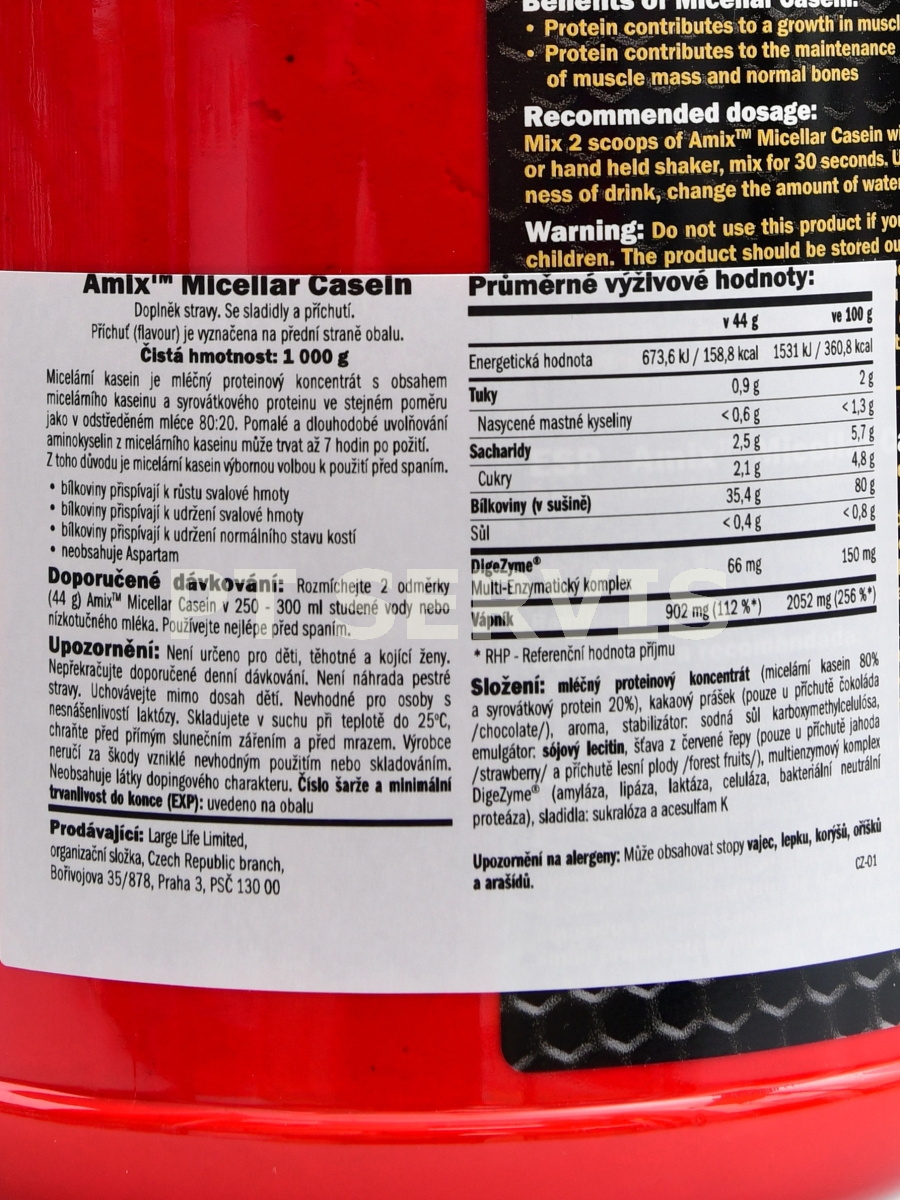 Benefits of Micellar Casein:
• Protein contributes to a growth in muscl
• Protein contributes to the maintenance
of muscle mass and normal bones
Recommended dosage:
Mix 2 scoops of Amix™ Micellar Casein wi
or hand held shaker, mix for 30 seconds. U
ness of drink, change the amount of water
Warning: Do not use this product if you
children. The product should be stored ou
Amix™ Micellar Casein
Doplněk stravy. Se sladidly a příchutí.
Příchuť (flavour) je vyznačena na přední straně obalu.
Čistá hmotnost: 1 000 g
Micelární kasein je mléčný proteinový koncentrát s obsahem
micelárního kaseinu a syrovátkového proteinu ve stejném poměru
jako v odstředěném mléce 80:20. Pomalé a dlouhodobé uvolňování
aminokyselin z micelárního kaseinu může trvat až 7 hodin po požití.
Z toho důvodu je micelární kasein výbornou volbou k použití před spaním.
• bílkoviny přispívají k růstu svalové hmoty
• bílkoviny přispívají k udržení svalové hmoty
• bílkoviny přispívají k udržení normálního stavu kostí
• neobsahuje Aspartam
Doporučené dávkování: Rozmíchejte 2 odměrky
(44 g) Amix™ Micellar Casein v 250 - 300 ml studené vody nebo
nízkotučného mléka. Používejte nejlépe před spaním.
Upozornění: Není určeno pro děti, těhotné a kojící ženy.
Nepřekračujte doporučené denní dávkování. Není náhrada pestré
stravy. Uchovávejte mimo dosah dětí. Nevhodné pro osoby s
nesnášenlivostí laktózy. Skladujete v suchu při teplotě do 25°C,
chraňte před přímým slunečním zářením a před mrazem. Výrobce
neručí za škody vzniklé nevhodným použitím nebo skladováním.
Neobsahuje látky dopingového charakteru. Číslo šarže a minimální
trvanlivost do konce (EXP): uvedeno na obalu
Prodávající: Large Life Limited,
organizační složka, Czech Republic branch,
Bořivojova 35/878, Praha 3, PSČ 130 00
Průměrné výživové hodnoty:
v 44 g ve 100 g
Energetická hodnota 673,6 kJ / 158,8 kcal 1531 kJ / 360,8 kcal
Tuky 0,9 g 2 g
Nasycené mastné kyseliny <0,6 g <1,3 g
Sacharidy 2,5 g 5,7 g
Cukry 2,1 g 4,8 g
Bílkoviny (v sušině) 35,4 g 80 g
Sůl <0,4 g <0,8 g
DigeZyme®
Multi-Enzymatický komplex 66 mg 150 mg
Vápník 902 mg (112 %*) 2052 mg (256 %*)
* RHP - Referenční hodnota příjmu
Složení: mléčný proteinový koncentrát (micelární kasein 80%
a syrovátkový protein 20%), kakaový prášek (pouze u příchutě čokoláda
/chocolate/), aroma, stabilizátor: sodná sůl karboxymethylcelulósa,
emulgátor: sójový lecitin, šťava z červené řepy (pouze u příchutě jahoda
/strawberry/ a příchutě lesní plody /forest fruits/), multienzymový komplex
DigeZyme® (amyláza, lipáza, laktáza, celuláza, bakteriální neutrální
proteáza), sladidla: sukralóza a acesulfam K
Upozornění na alergeny: Může obsahovat stopy vajec, lepku, korýšů, oříšků
a arašídů.
CZ-01
PT SERVIS